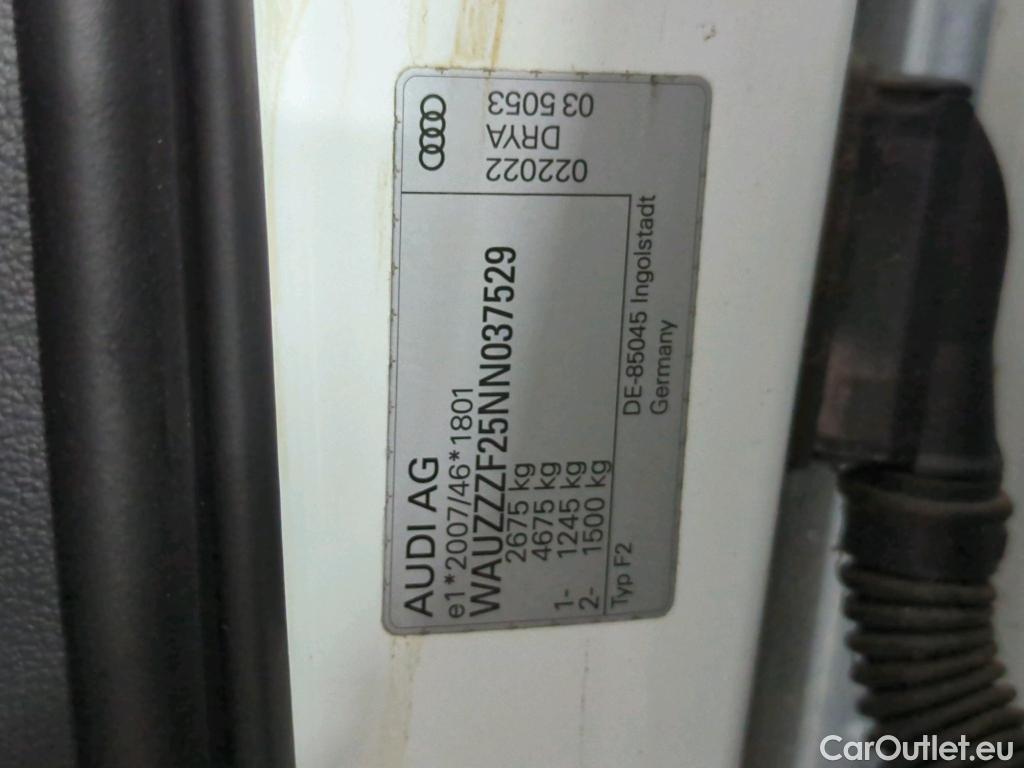 AUDI AG
e1*2007/46*1801
WAUZZZF25NN037529
2675 kg
4675 kg
1- 1245 kg
2- 1500 kg
Typ F2
DE-85045 Ingolstadt
Germany
022022
DRYA
03 5053
CarOutlet.eu